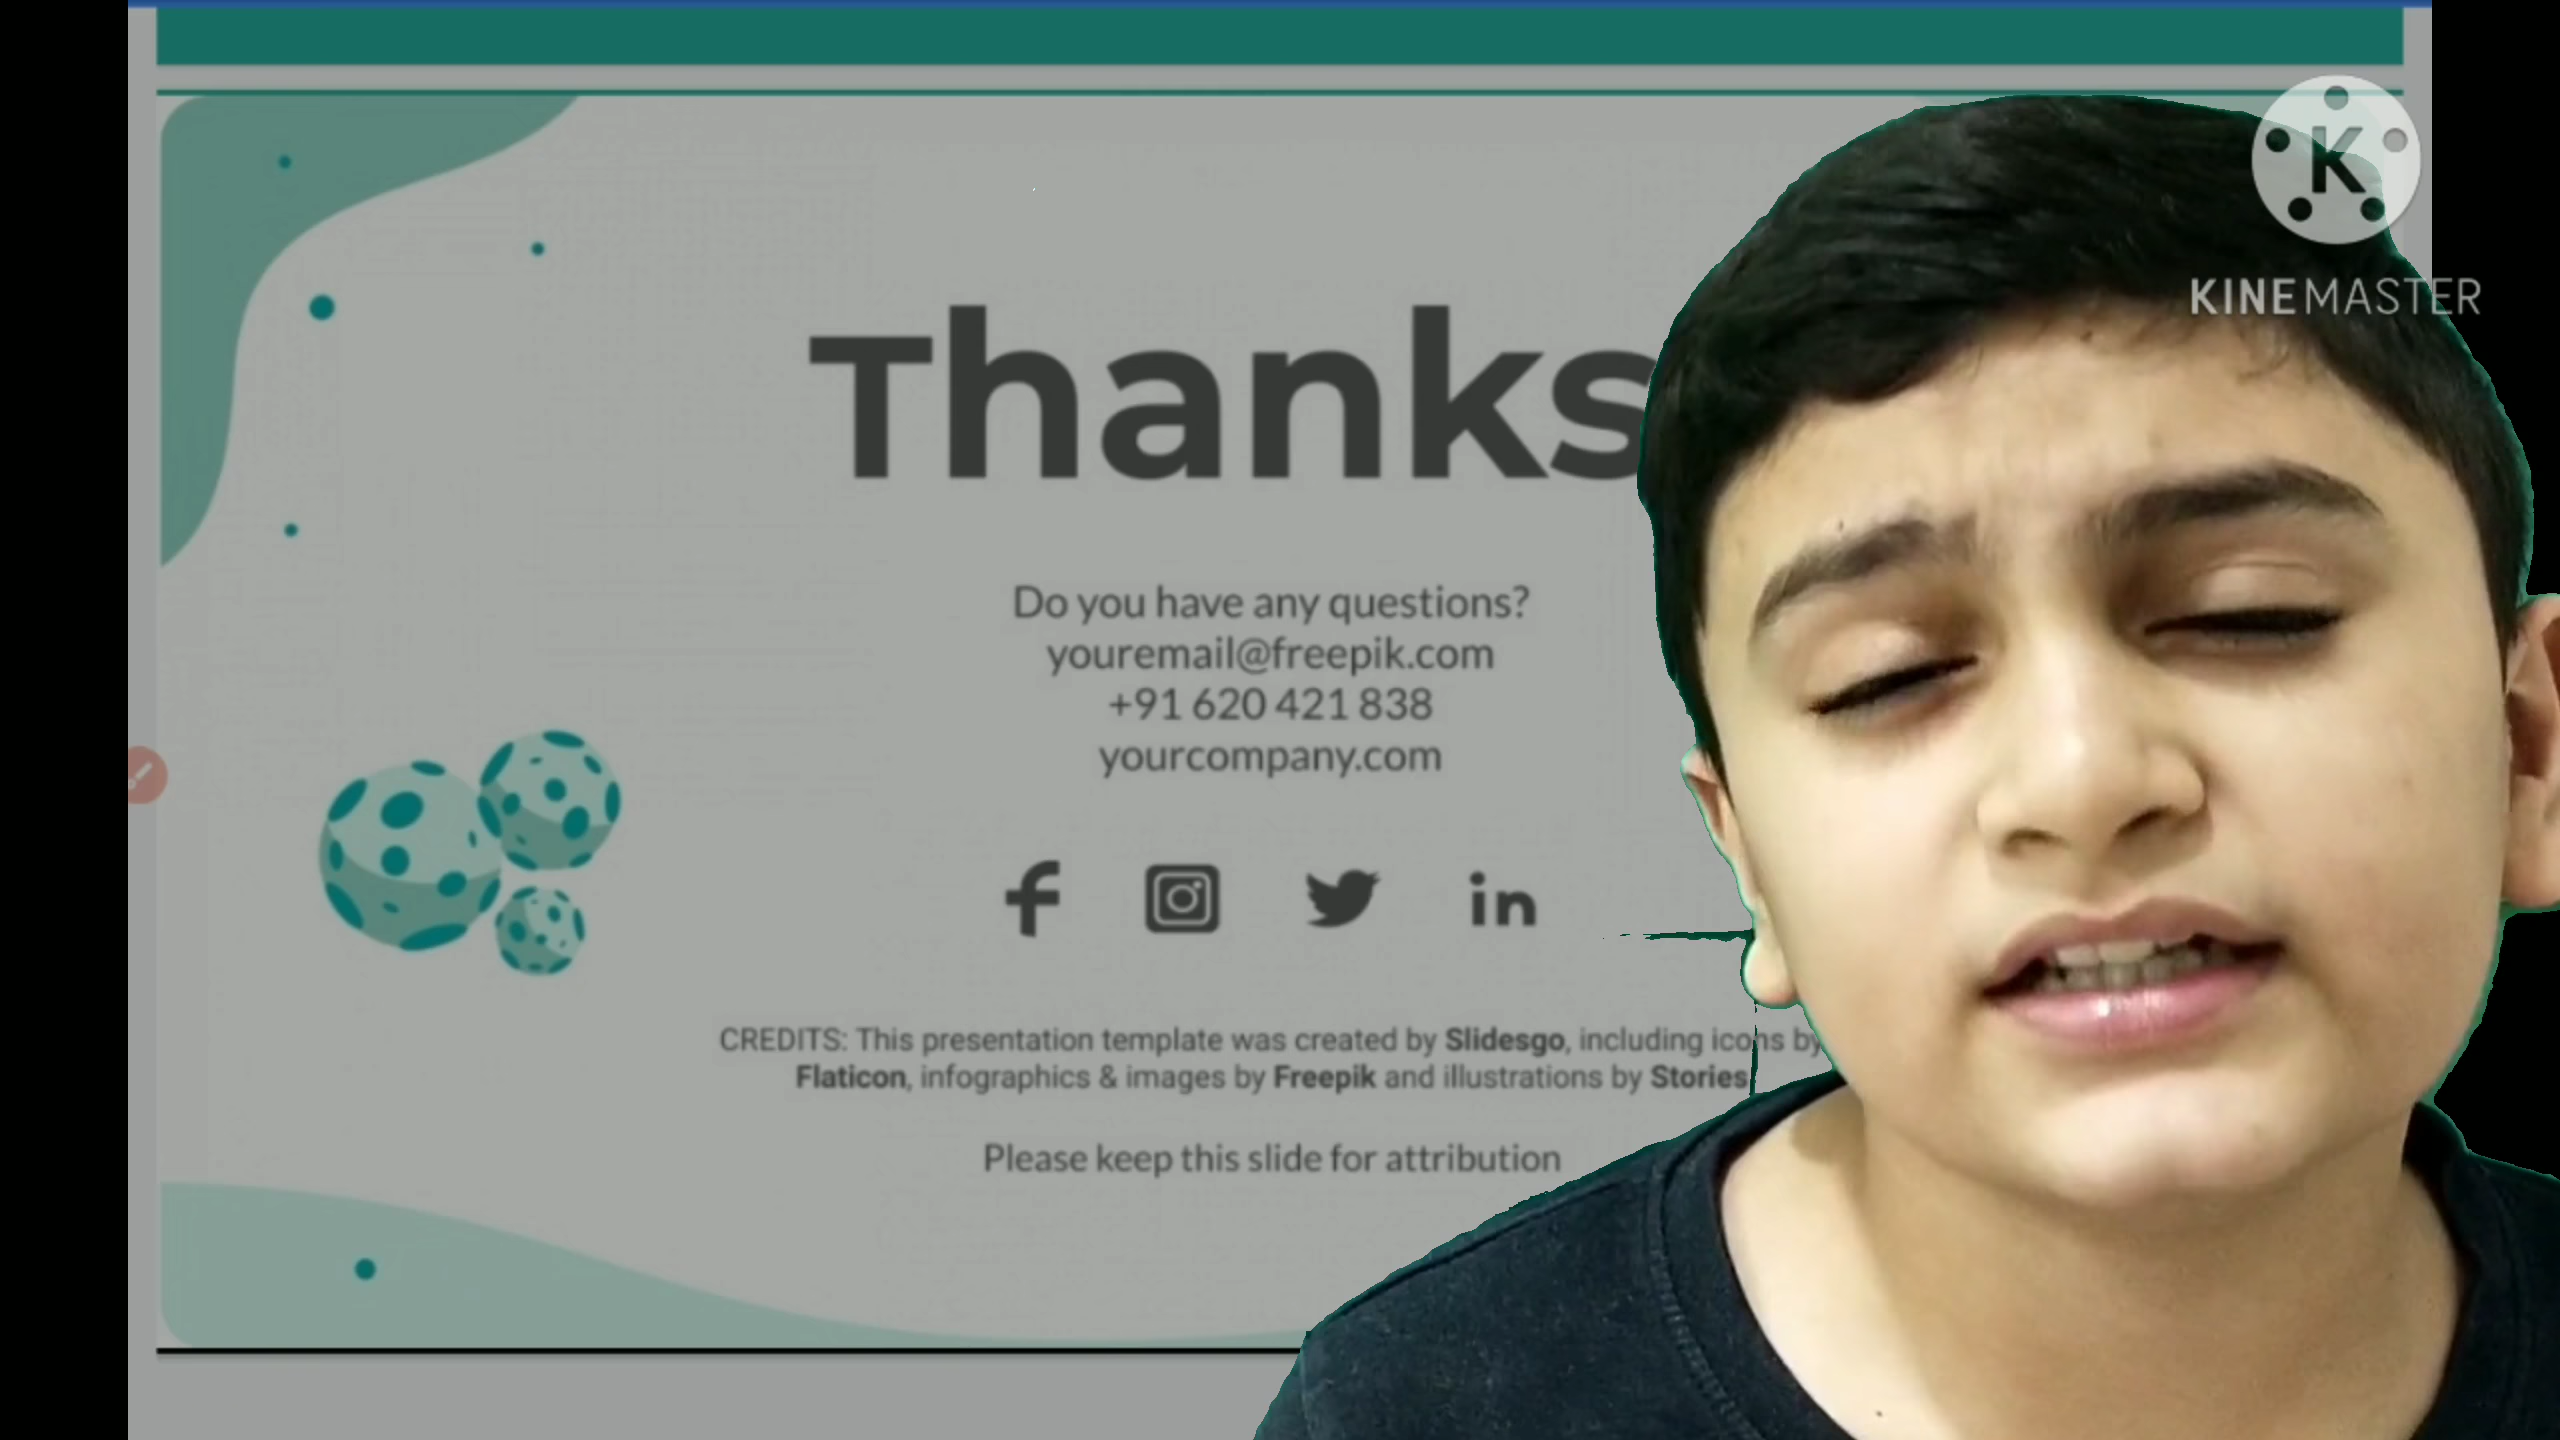 K
KINEMASTER
Thanks
Do you have any questions?
youremail@freepik.com
+91 620 421 838
yourcompany.com
f
in
CREDITS: This presentation template was created by Slidesgo, including icons by
Flaticon, infographics & images by Freepik and illustrations by Stories
Please keep this slide for attribution